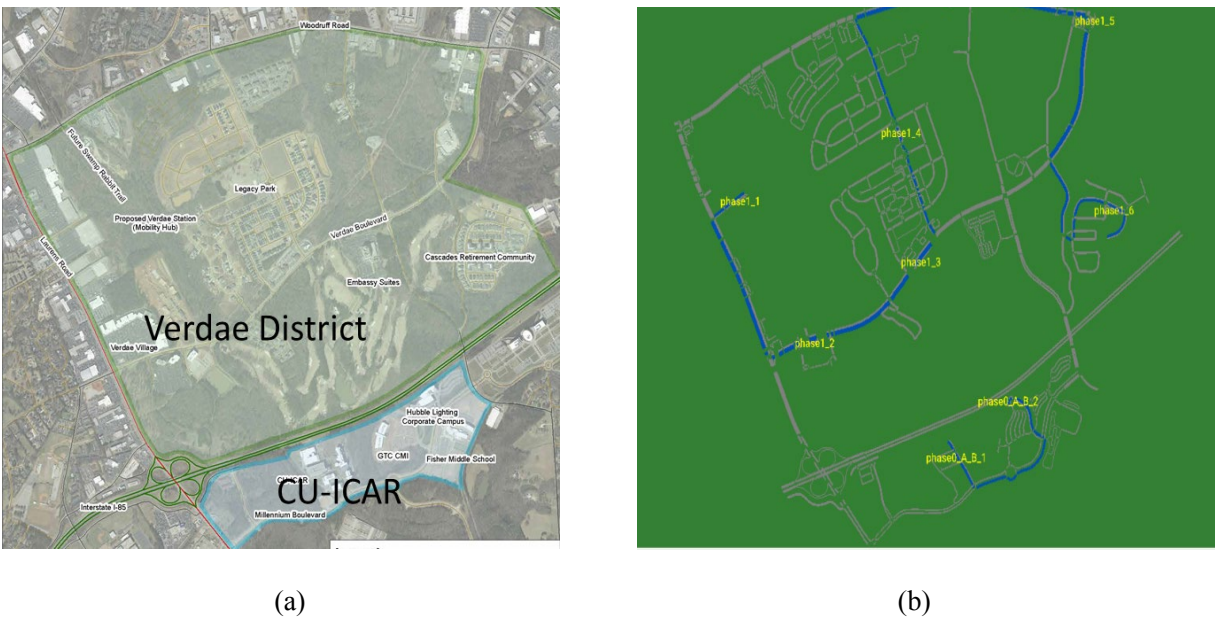 Woodruff Road
Future Swamp Rabbit Trail
Legacy Park
Proposed Verdae Station
(Mobility Hub)
Verdae Boulevard
Laurens Road
Cascades Retirement Community
Embassy Suites
Verdae District
Verdae Village
Hubble Lighting
Corporate Campus
GTC CMI
Fisher Middle School
CU-ICAR
CU-ICAR
Interstate I-85
Millennium Boulevard
phase1_5
phase1_4
phase1_1
phase1_6
phase1_3
phase1_2
phase0_A_B_2
phase0_A_B_1
(a)
(b)